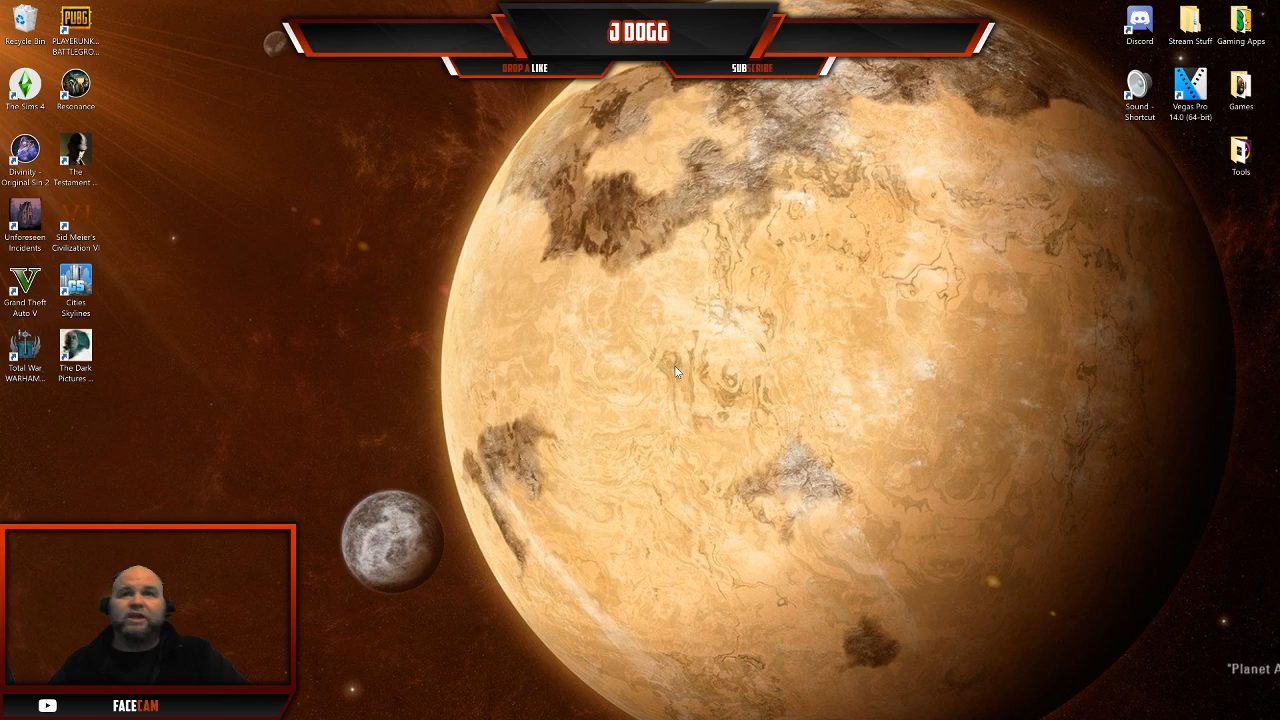 J DOGG
DROP A LIKE
SUBSCRIBE
Recycle Bin
PLAYERUNK...
BATTLEGRO...
The Sims 4
Resonance
Divinity -
Original Sin 2
The
Testament ...
Unforeseen
Incidents
Sid Meier's
Civilization VI
Grand Theft
Auto V
Cities
Skylines
Total War
WARHAM...
The Dark
Pictures ...
Discord
Stream Stuff
Gaming Apps
Sound -
Shortcut
Vegas Pro
14.0 (64-bit)
Games
Tools
"Planet A
FACECAM